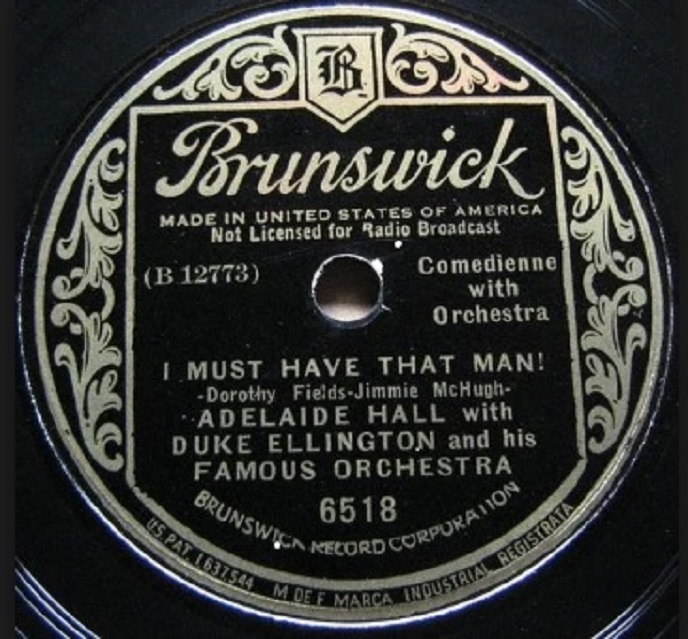 B
Brunswick
MADE IN UNITED STATES OF AMERICA
Not Licensed for Radio Broadcast
(B 12773)
Comedienne
with
Orchestra
I MUST HAVE THAT MAN!
-Dorothy Fields-Jimmie McHugh-
ADELAIDE HALL with
DUKE ELLINGTON and his
FAMOUS ORCHESTRA
6518
BRUNSWICK RECORD CORPORATION
U.S. PAT 1637544 M DE F MARCA INDUSTRIAL REGISTRATA